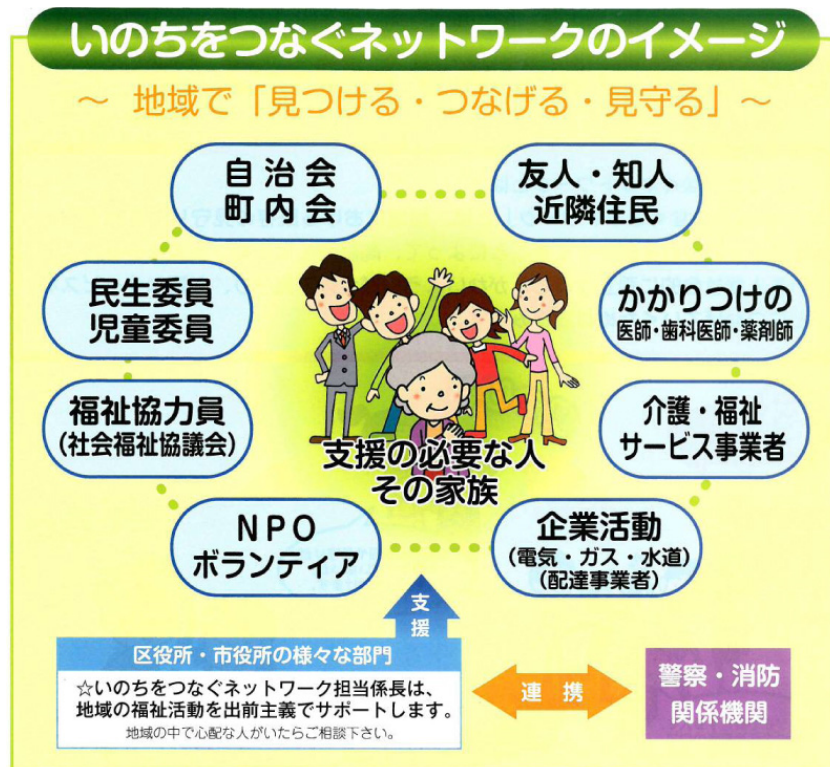 いのちをつなぐネットワークのイメージ
～ 地域で「見つける・つなげる・見守る」～
自 治 会
町 内 会
友人・知人
近隣住民
民生委員
児童委員
かかりつけの
医師・歯科医師・薬剤師
福祉協力員
(社会福祉協議会)
介護・福祉
サービス事業者
支援の必要な人
その家族
ＮＰＯ
ボランティア
企業活動
(電気・ガス・水道)
(配達事業者)
支援
区役所・市役所の様々な部門
☆いのちをつなぐネットワーク担当係長は、
地域の福祉活動を出前主義でサポートします。
地域の中で心配な人がいたらご相談下さい。
連 携
警察・消防
関係機関